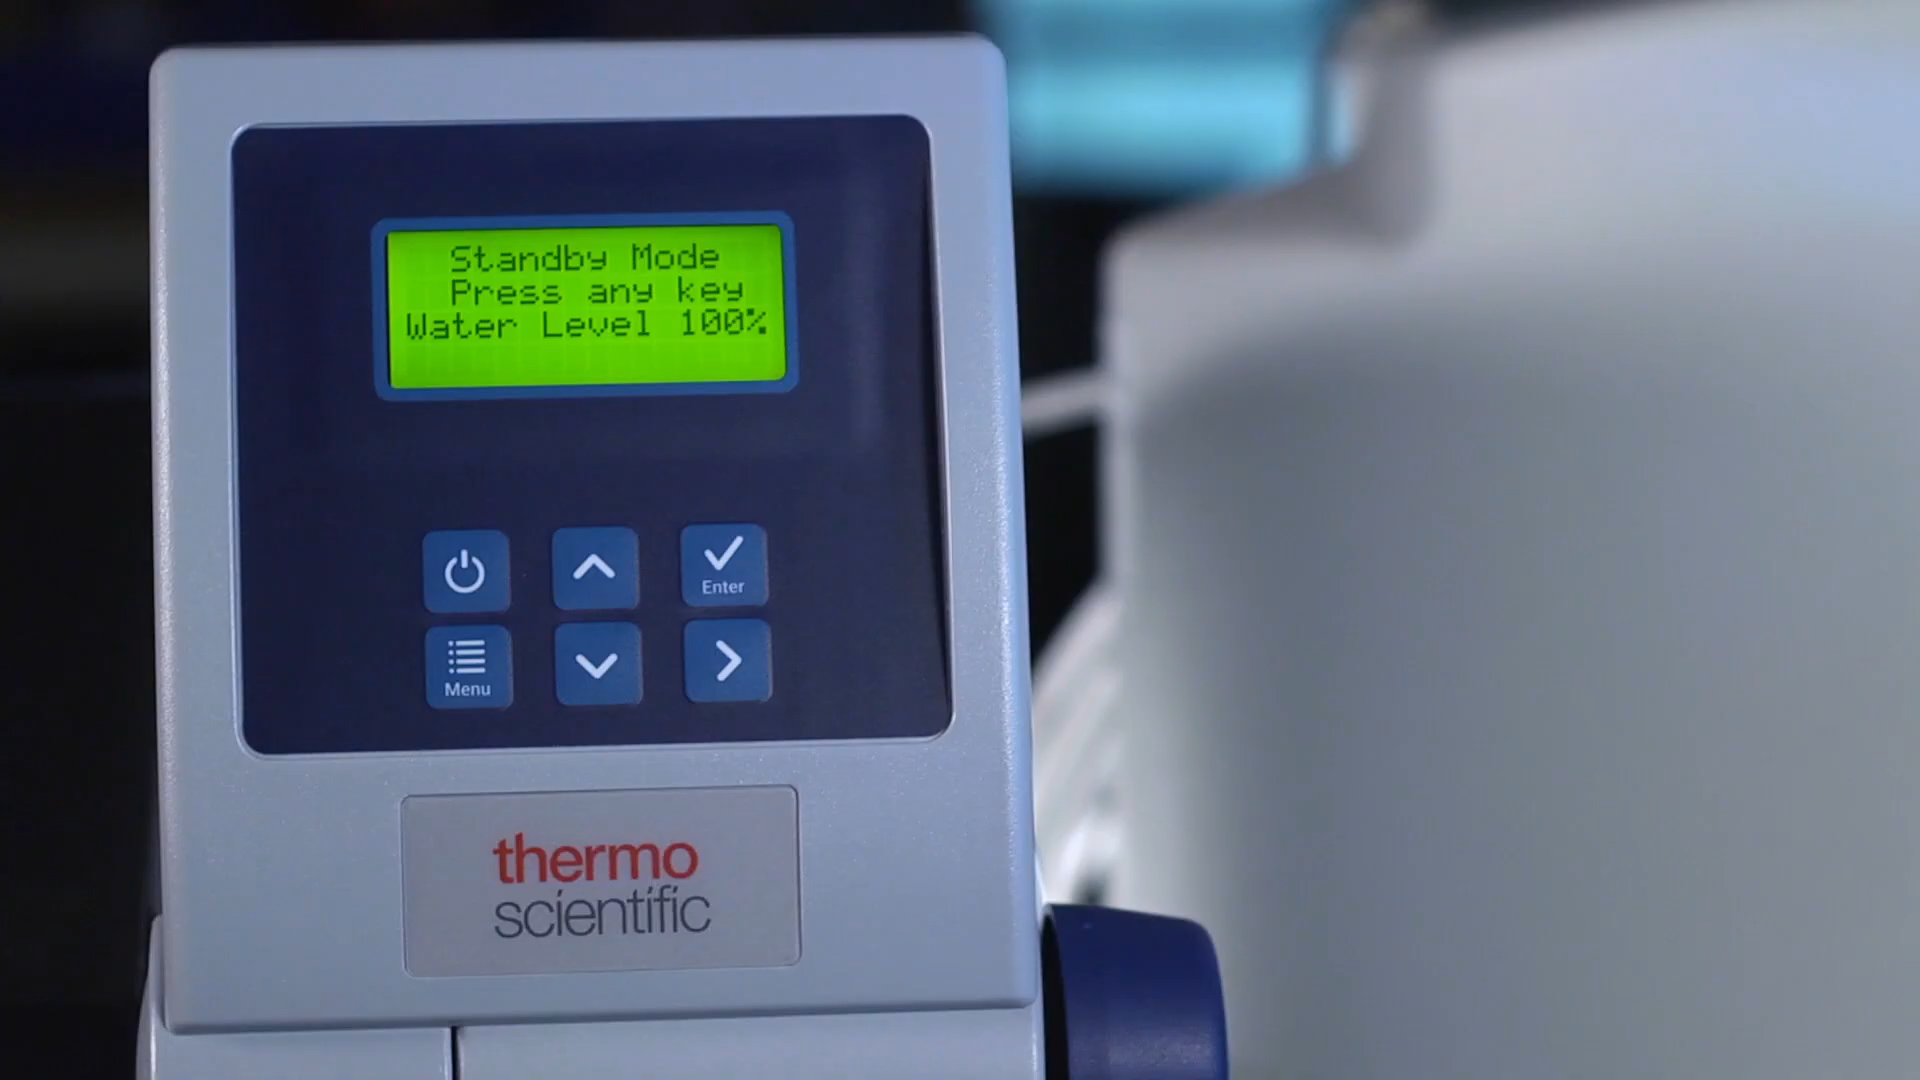 Standby Mode
Press any key
Water Level 100%
Enter
Menu
thermo
scientific